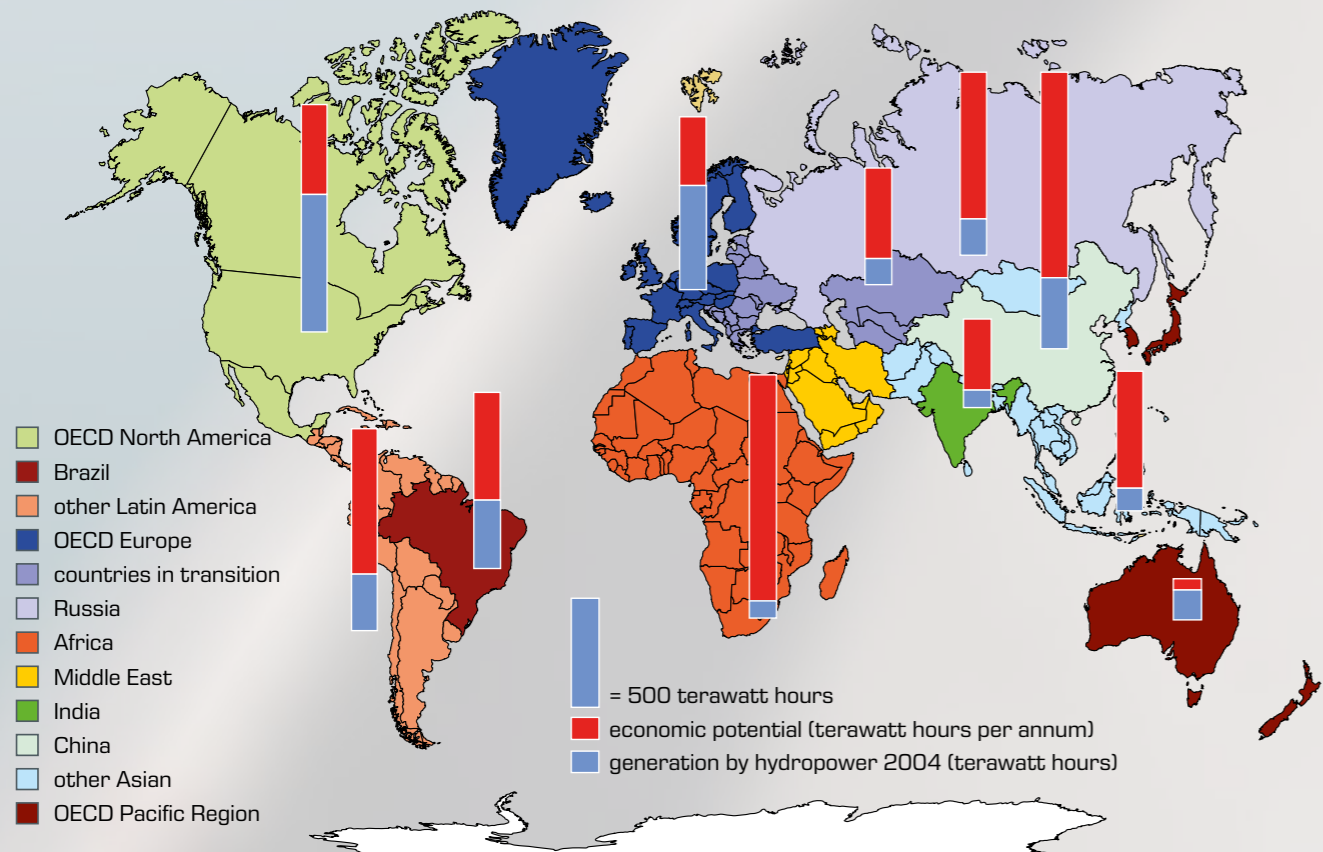 OECD North America
Brazil
other Latin America
OECD Europe
countries in transition
Russia
Africa
Middle East
India
China
other Asian
OECD Pacific Region
= 500 terawatt hours
economic potential (terawatt hours per annum)
generation by hydropower 2004 (terawatt hours)